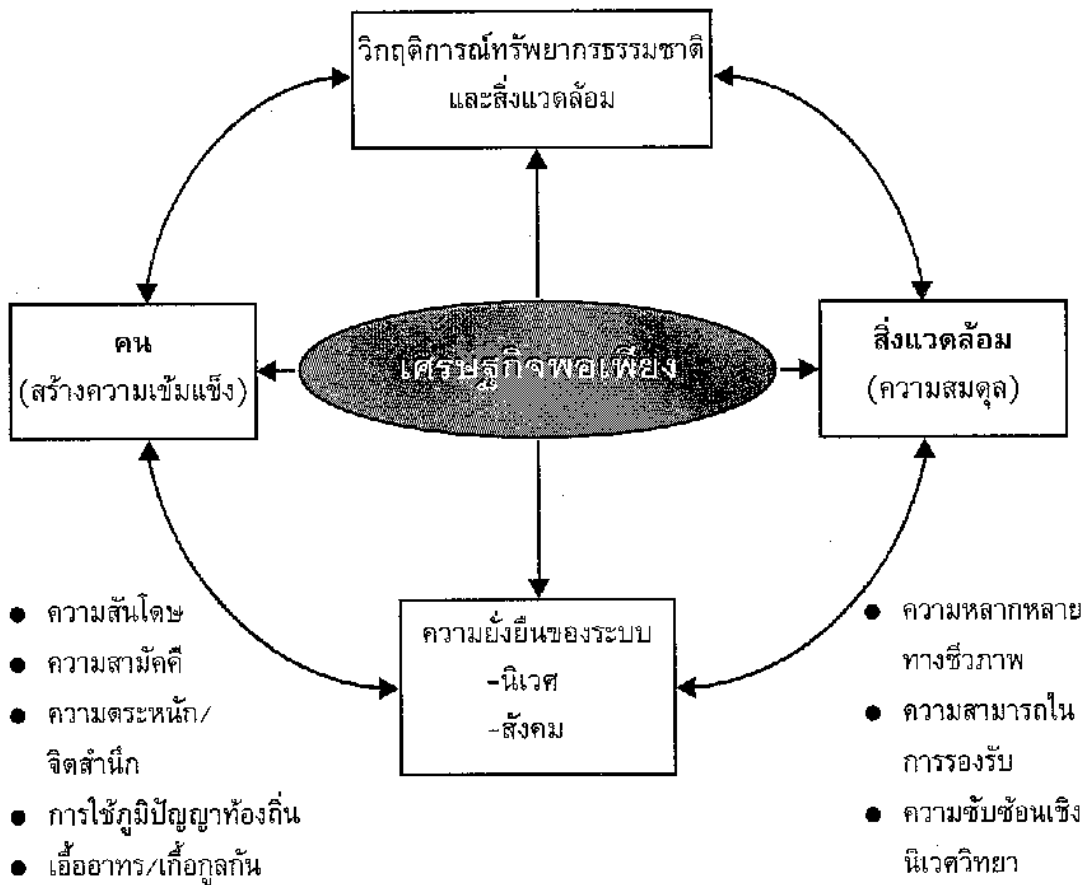 วิกฤติการณ์ทรัพยากรธรรมชาติ
และสิ่งแวดล้อม
คน
(สร้างความเข้มแข็ง)
เศรษฐกิจพอเพียง
สิ่งแวดล้อม
(ความสมดุล)
ความยั่งยืนของระบบ
-นิเวศ
-สังคม
● ความสันโดษ
● ความสามัคคี
● ความตระหนัก/
จิตสำนึก
● การใช้ภูมิปัญญาท้องถิ่น
● เอื้ออาทร/เกื้อกูลกัน
● ความหลากหลาย
ทางชีวภาพ
● ความสามารถใน
การรองรับ
● ความซับซ้อนเชิง
นิเวศวิทยา